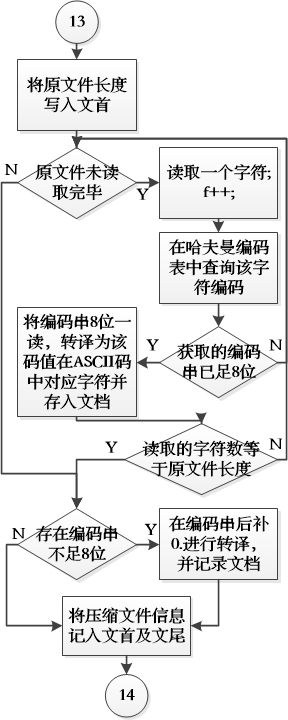 13
将原文件长度
写入文首
N
原文件未读
取完毕
Y
读取一个字符;
f++;
在哈夫曼编码
表中查询该字
符编码
将编码串8位一
读，转译为该
码值在ASCII码
中对应字符并
存入文档
Y
获取的编码
串已足8位
N
Y
读取的字符数等
于原文件长度
N
N
存在编码串
不足8位
Y
在编码串后补
0.进行转译，
并记录文档
将压缩文件信息
记入文首及文尾
14